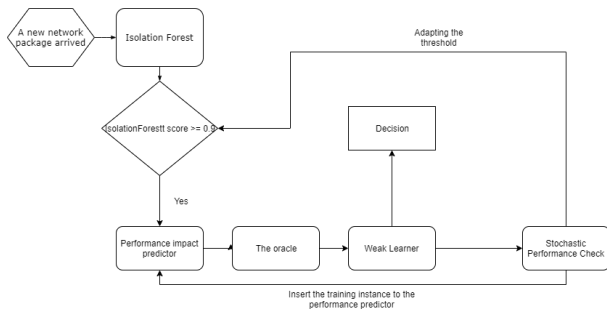 A new network
package arrived
Isolation Forest
Adapting the
threshold
IsolationForestt score >= 0.9
Decision
Yes
Performance impact
predictor
The oracle
Weak Learner
Stochastic
Performance Check
Insert the training instance to the
performance predictor